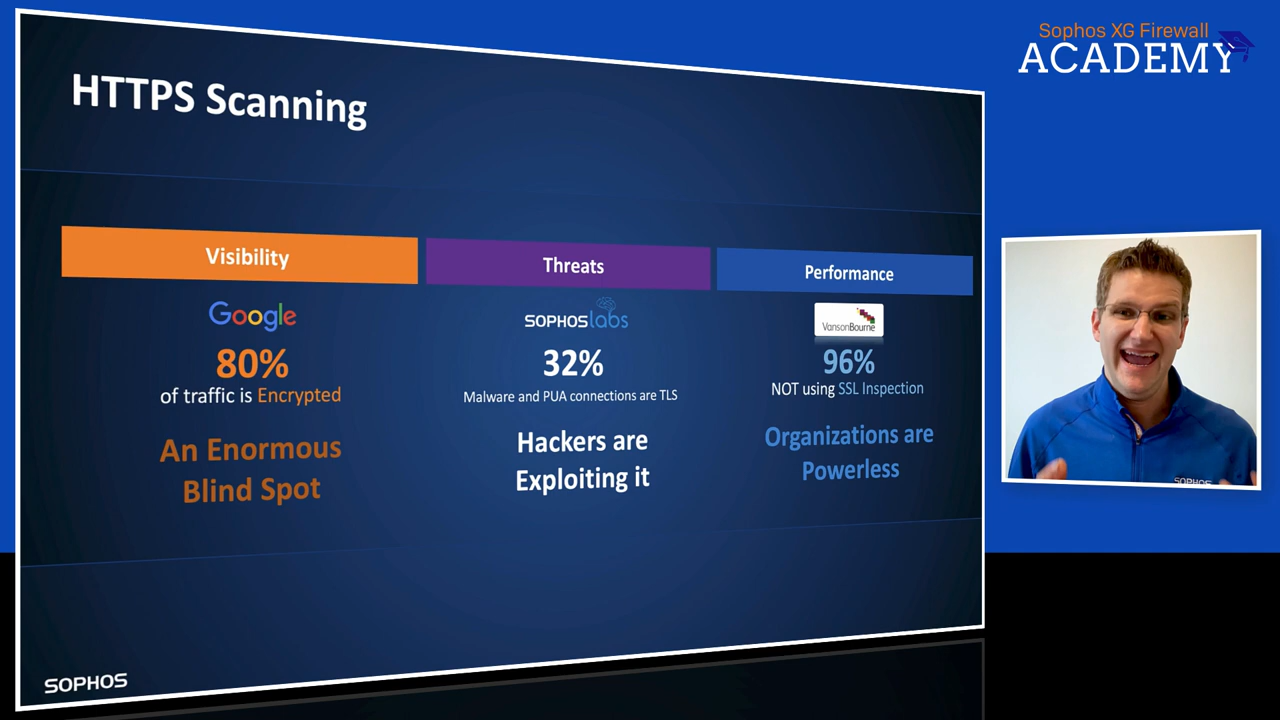 Sophos XG Firewall
ACADEMY
HTTPS Scanning
Visibility
Google
80%
of traffic is Encrypted
An Enormous
Blind Spot
Threats
SOPHOSlabs
32%
Malware and PUA connections are TLS
Hackers are
Exploiting it
Performance
VansonBourne
96%
NOT using SSL Inspection
Organizations are
Powerless
SOPHOS
SOPHOS